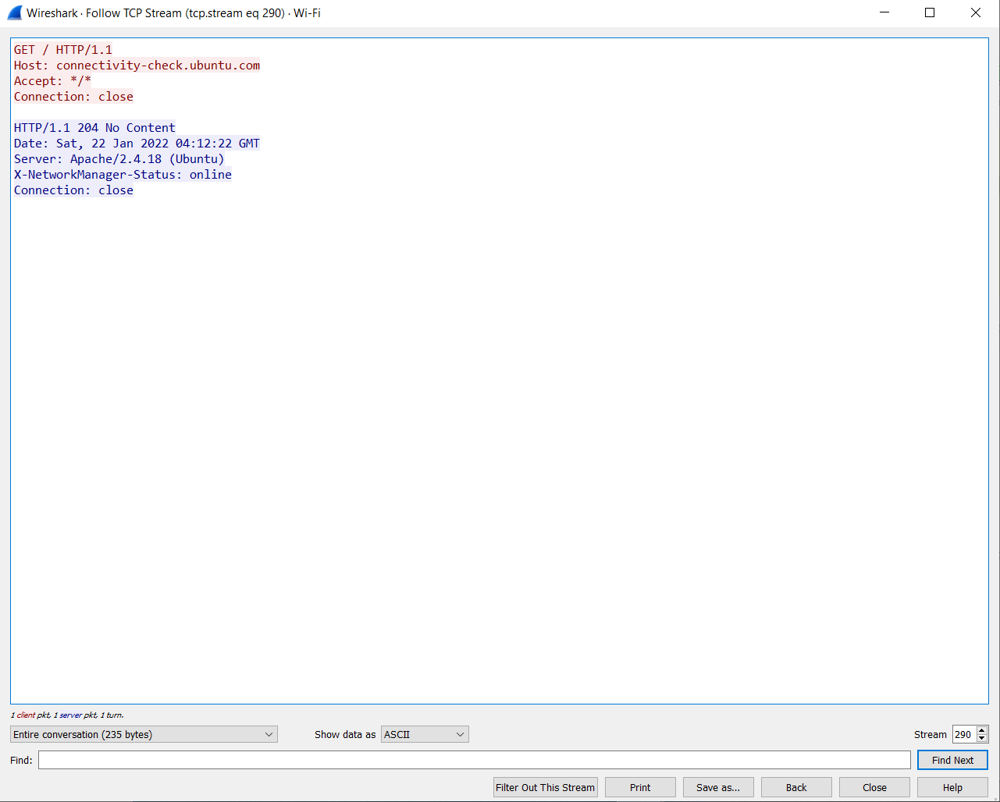 Wireshark · Follow TCP Stream (tcp.stream eq 290) · Wi-Fi
GET / HTTP/1.1
Host: connectivity-check.ubuntu.com
Accept: */*
Connection: close
HTTP/1.1 204 No Content
Date: Sat, 22 Jan 2022 04:12:22 GMT
Server: Apache/2.4.18 (Ubuntu)
X-NetworkManager-Status: online
Connection: close
1 client pkt, 1 server pkt, 1 turn.
Entire conversation (235 bytes) Show data as ASCII Stream 290
Find: Find Next
Filter Out This Stream Print Save as... Back Close Help